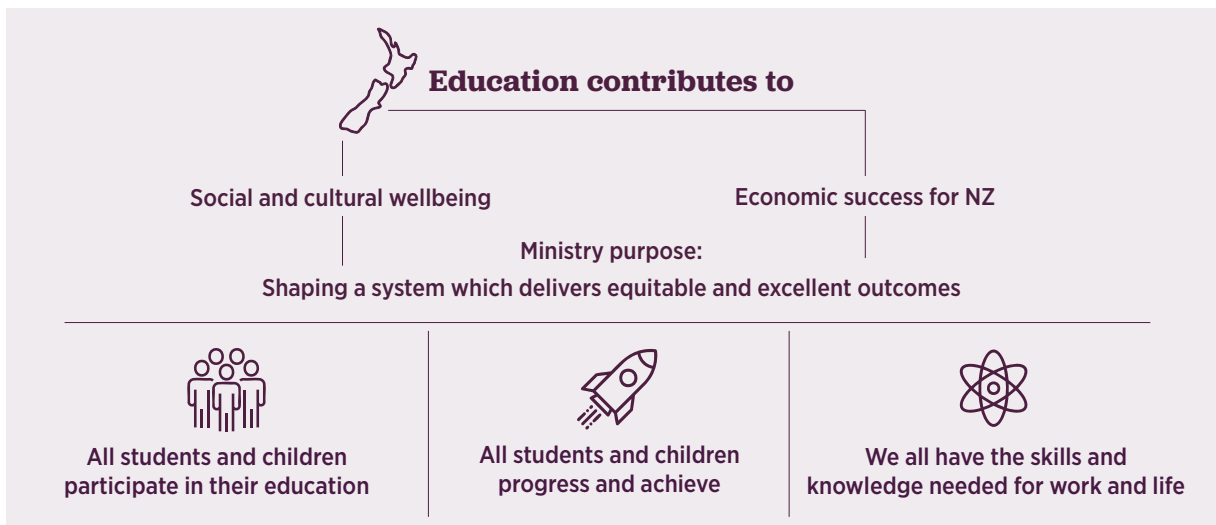 Education contributes to
Social and cultural wellbeing
Economic success for NZ
Ministry purpose:
Shaping a system which delivers equitable and excellent outcomes
All students and children
participate in their education
All students and children
progress and achieve
We all have the skills and
knowledge needed for work and life